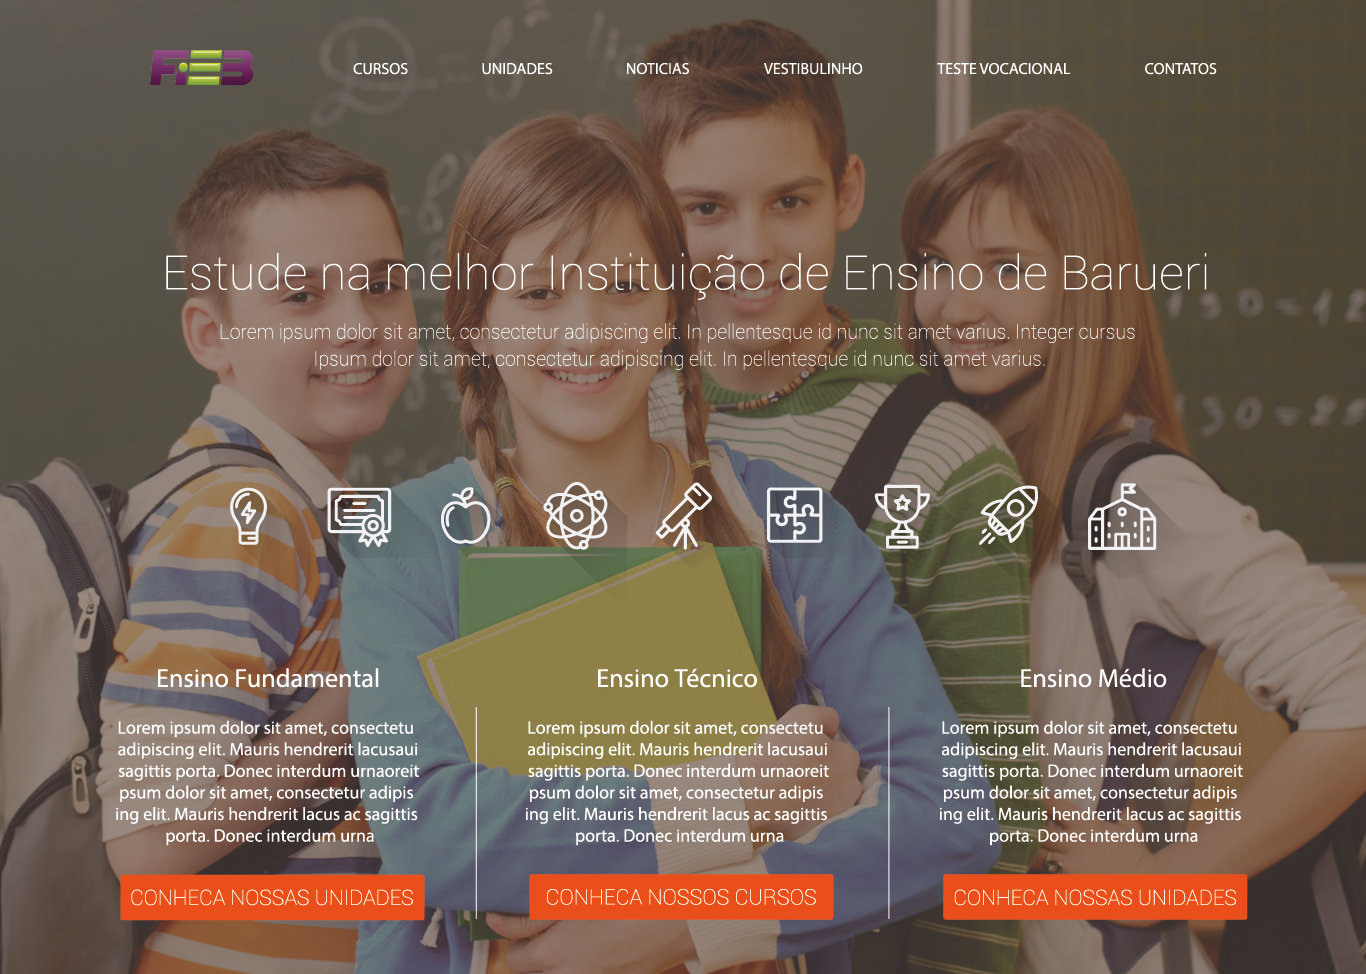 FIEB
CURSOS UNIDADES NOTICIAS VESTIBULINHO TESTE VOCACIONAL CONTATOS
Estude na melhor Instituição de Ensino de Barueri
Lorem ipsum dolor sit amet, consectetur adipiscing elit. In pellentesque id nunc sit amet varius. Integer cursus
Ipsum dolor sit amet, consectetur adipiscing elit. In pellentesque id nunc sit amet varius.
Ensino Fundamental
Lorem ipsum dolor sit amet, consectetu
adipiscing elit. Mauris hendrerit lacusaui
sagittis porta. Donec interdum urnaoreit
psum dolor sit amet, consectetur adipis
ing elit. Mauris hendrerit lacus ac sagittis
porta. Donec interdum urna
CONHECA NOSSAS UNIDADES
Ensino Técnico
Lorem ipsum dolor sit amet, consectetu
adipiscing elit. Mauris hendrerit lacusaui
sagittis porta. Donec interdum urnaoreit
psum dolor sit amet, consectetur adipis
ing elit. Mauris hendrerit lacus ac sagittis
porta. Donec interdum urna
CONHECA NOSSOS CURSOS
Ensino Médio
Lorem ipsum dolor sit amet, consectetu
adipiscing elit. Mauris hendrerit lacusaui
sagittis porta. Donec interdum urnaoreit
psum dolor sit amet, consectetur adipis
ing elit. Mauris hendrerit lacus ac sagittis
porta. Donec interdum urna
CONHECA NOSSAS UNIDADES